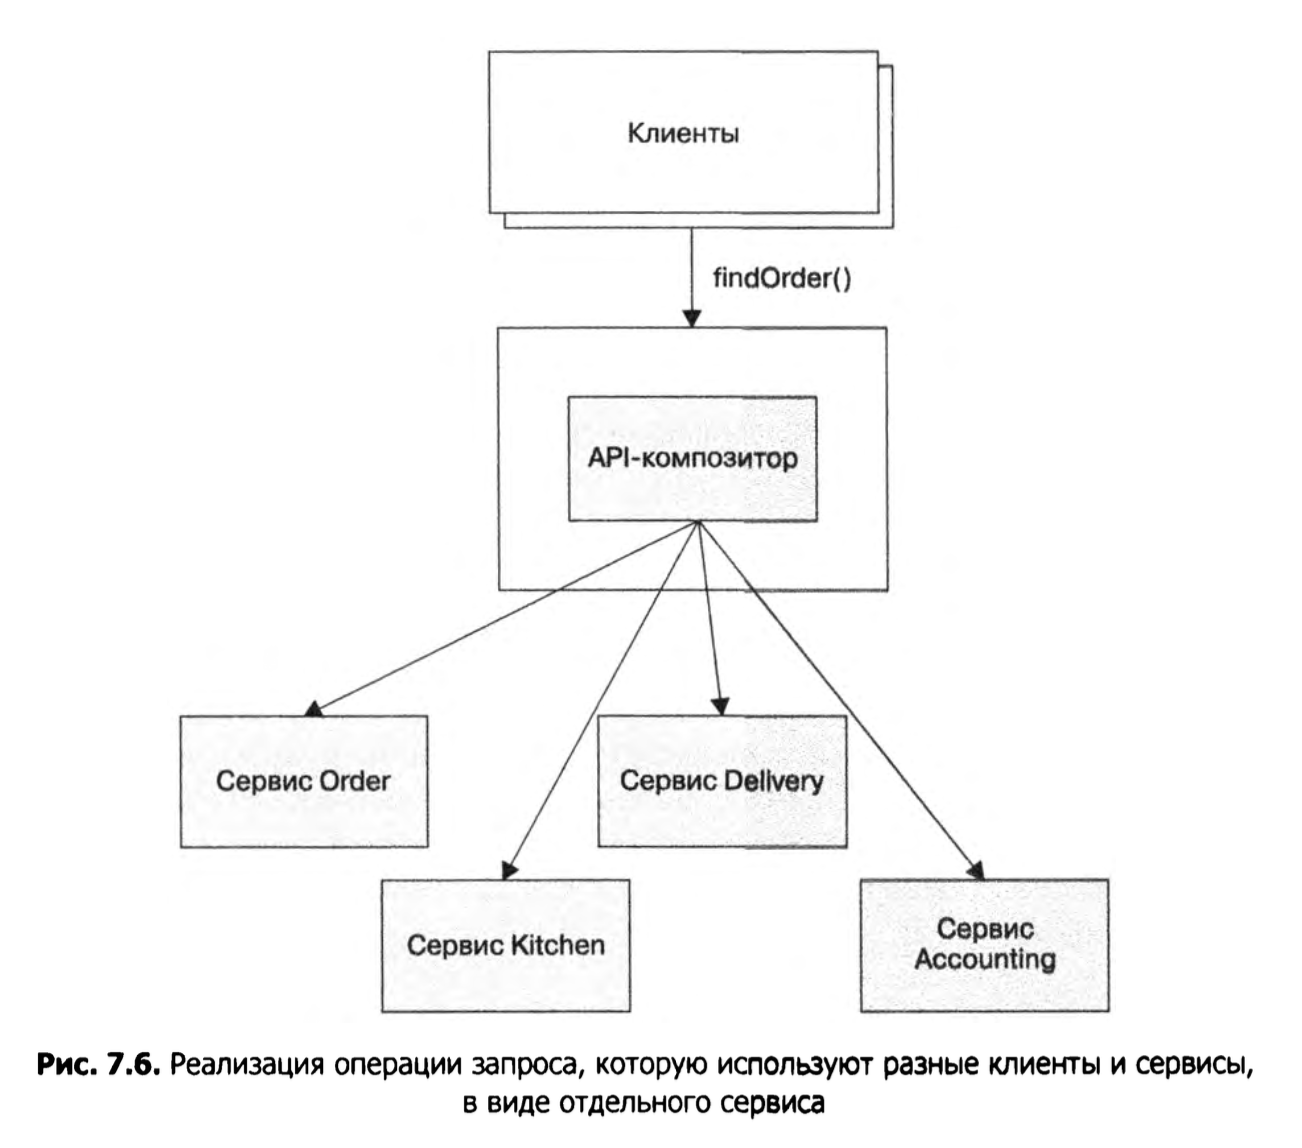 Клиенты
findOrder()
API-композитор
Сервис Order
Сервис Delivery
Сервис Kitchen
Сервис
Accounting
Рис. 7.6. Реализация операции запроса, которую используют разные клиенты и сервисы,
в виде отдельного сервиса